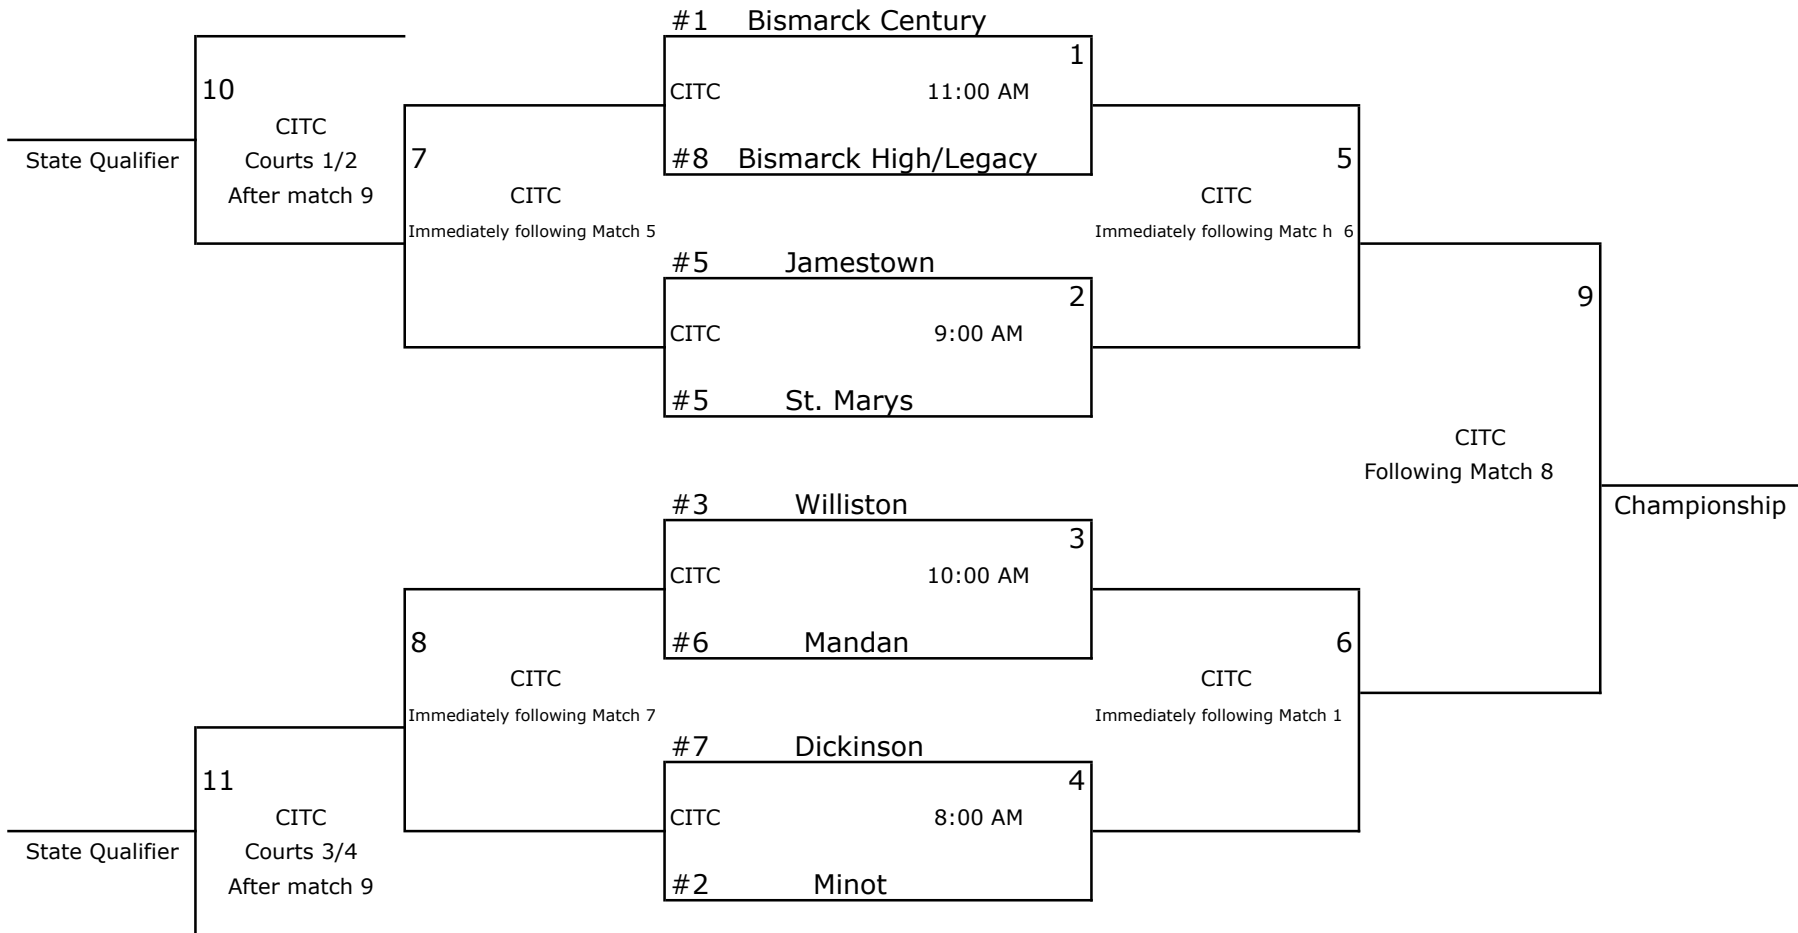 #1 Bismarck Century
1
10
CITC 11:00 AM
CITC
State Qualifier
Courts 1/2
7
#8 Bismarck High/Legacy
5
After match 9
CITC
CITC
Immediately following Match 5
Immediately following Matc h 6
#5 Jamestown
2
9
CITC 9:00 AM
#5 St. Marys
CITC
Following Match 8
#3 Williston
Championship
3
CITC 10:00 AM
8
#6 Mandan
6
CITC
CITC
Immediately following Match 7
Immediately following Match 1
#7 Dickinson
11
4
CITC
CITC 8:00 AM
State Qualifier
Courts 3/4
After match 9
#2 Minot